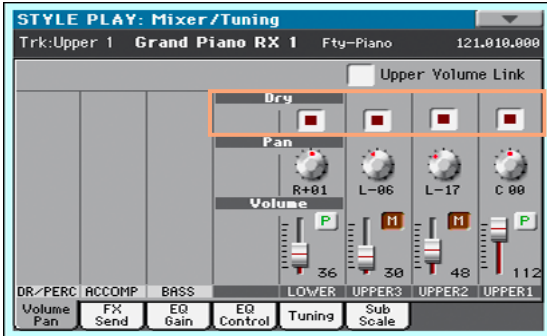 STYLE PLAY: Mixer/Tuning
Trk:Upper 1 Grand Piano RX 1 Fty-Piano 121.010.000
Upper Volume Link
Dry
Pan
R+01 L-06 L-17 C 00
Volume
P M M P
36 30 48 112
DR/PERC ACCOMP BASS LOWER UPPER3 UPPER2 UPPER1
Volume Pan FX Send EQ Gain EQ Control Tuning Sub Scale